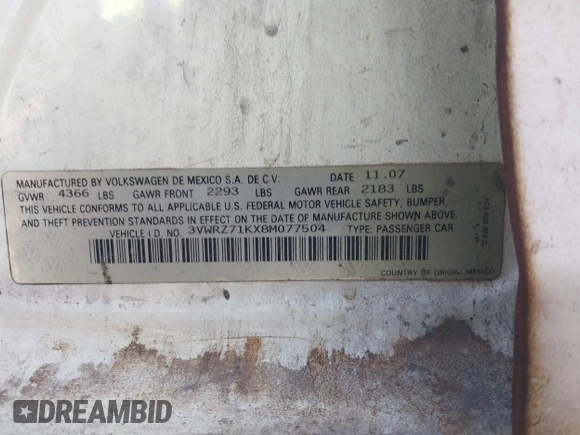 MANUFACTURED BY VOLKSWAGEN DE MEXICO S.A. DE C V. DATE 11.07
GVWR 4366 LBS GAWR FRONT 2293 LBS GAWR REAR 2183 LBS
THIS VEHICLE CONFORMS TO ALL APPLICABLE U.S. FEDERAL MOTOR VEHICLE SAFETY, BUMPER,
AND THEFT PREVENTION STANDARDS IN EFFECT ON THE DATE OF MANUFACTURE SHOWN ABOVE.
VEHICLE I D. NO. 3VWRZ71KX8M077504 TYPE: PASSENGER CAR
COUNTRY OF ORIGIN: MEXICO
DREAMBID